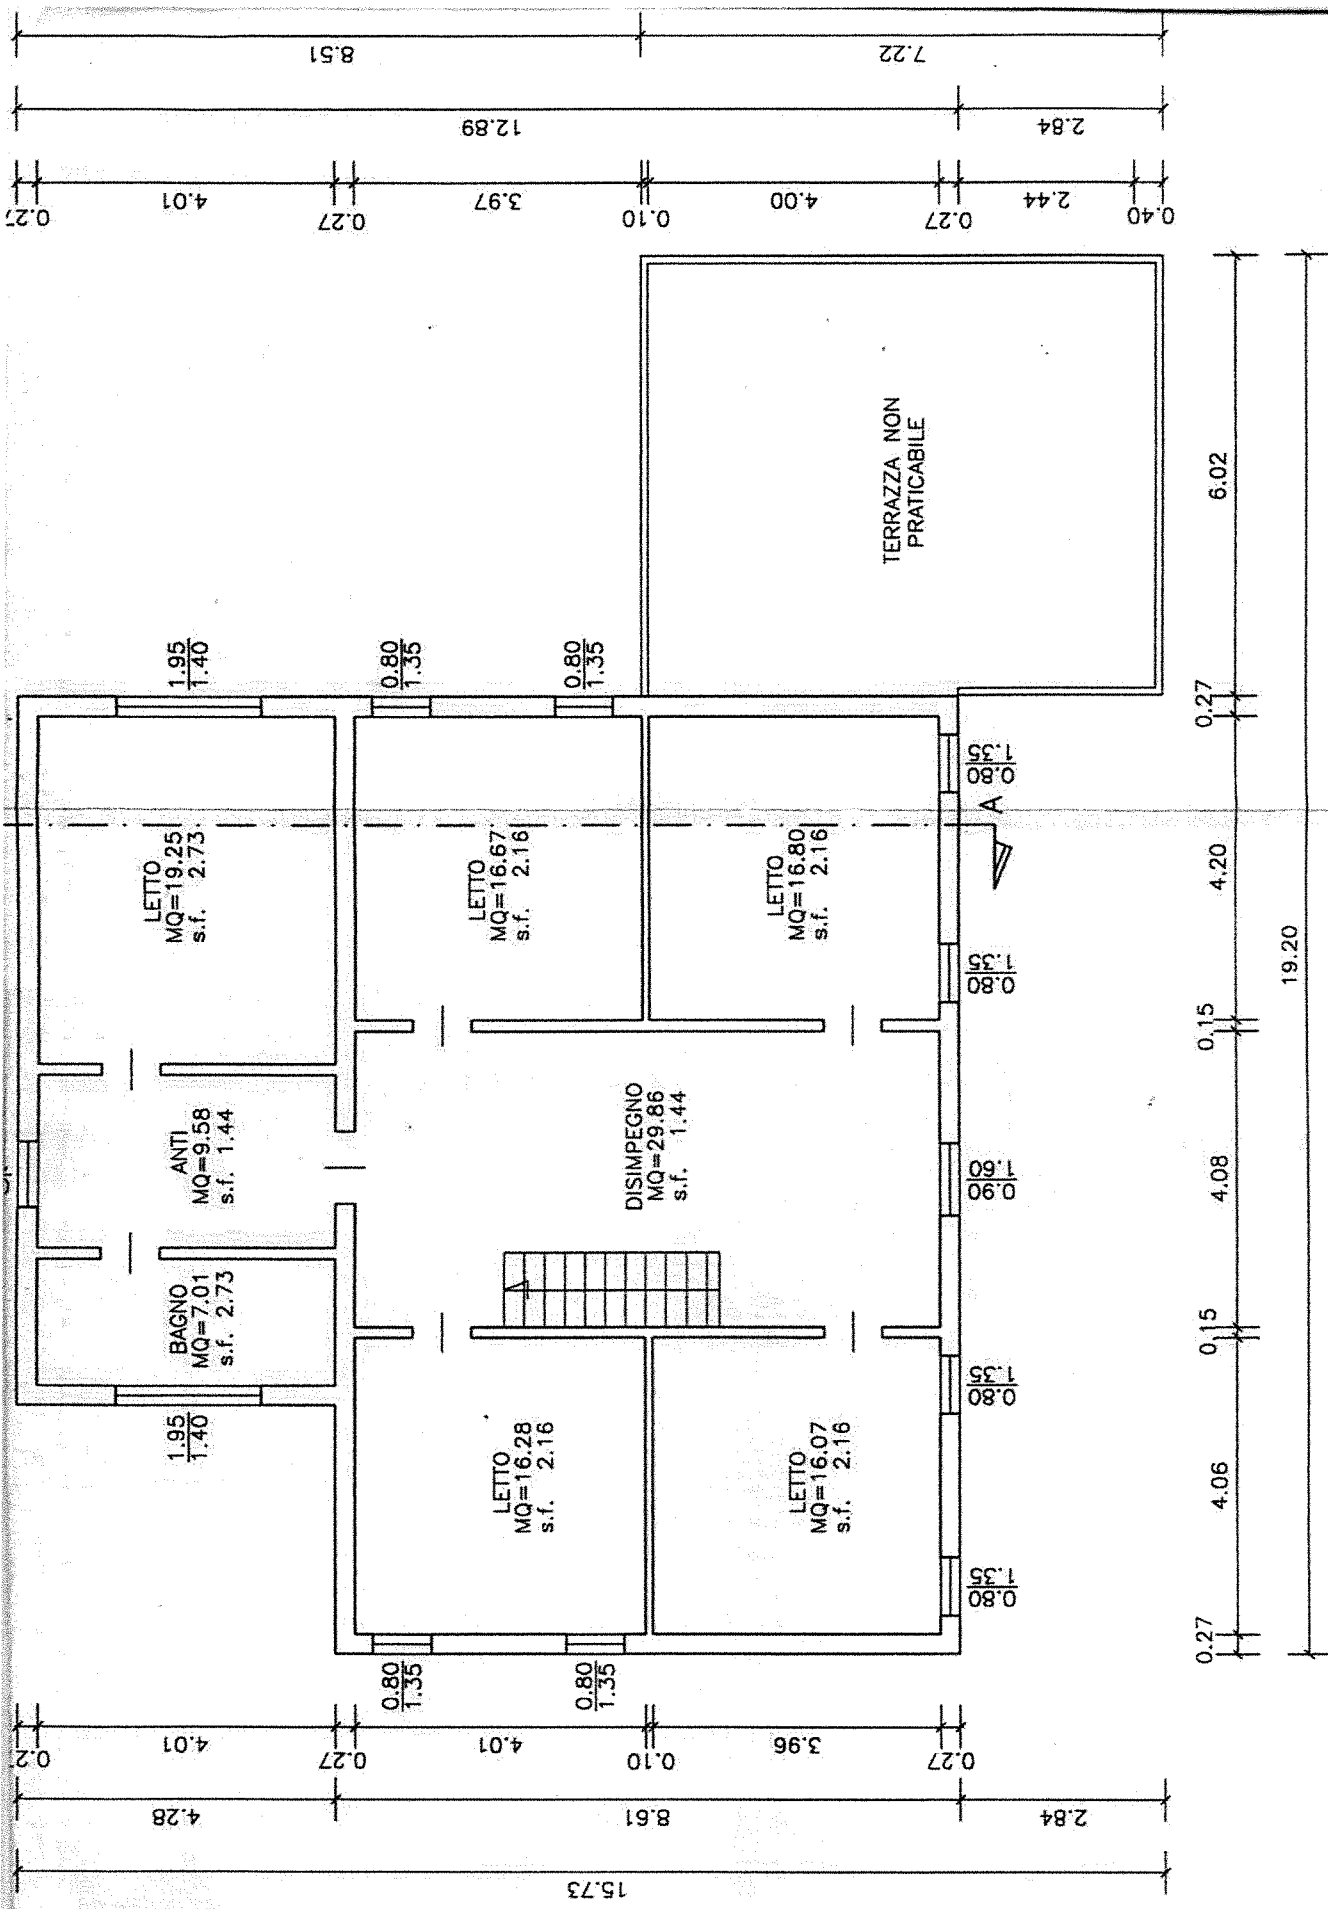 8.51
7.22
12.89
2.84
4.01
0.27
3.97
0.10
4.00
0.27
2.44
0.40
1.95
1.40
0.80
1.35
0.80
1.35
TERRAZZA NON
PRATICABILE
6.02
0.27
LETTO
MQ=19.25
s.f. 2.73
LETTO
MQ=16.67
s.f. 2.16
LETTO
MQ=16.80
s.f. 2.16
0.80
1.35
A
0.80
1.35
4.20
19.20
0.15
ANTI
MQ=9.58
s.f. 1.44
DISIMPEGNO
MQ=29.86
s.f. 1.44
0.90
1.60
4.08
BAGNO
MQ=7.01
s.f. 2.73
0.15
1.95
1.40
LETTO
MQ=16.28
s.f. 2.16
LETTO
MQ=16.07
s.f. 2.16
0.80
1.35
0.80
1.35
4.06
0.27
0.80
1.35
0.80
1.35
4.01
0.27
4.01
0.10
3.96
0.27
4.28
8.61
2.84
15.73